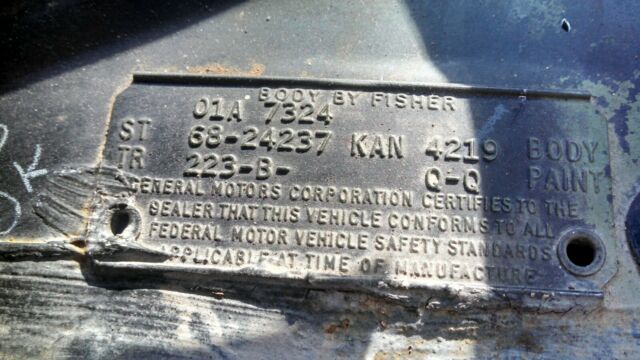 BODY BY FISHER
01A 7324
ST 68-24237 KAN 4219 BODY
TR 223-B- Q-Q PAINT
GENERAL MOTORS CORPORATION CERTIFIES TO THE
DEALER THAT THIS VEHICLE CONFORMS TO ALL
FEDERAL MOTOR VEHICLE SAFETY STANDARDS
APPLICABLE AT TIME OF MANUFACTURE
OK